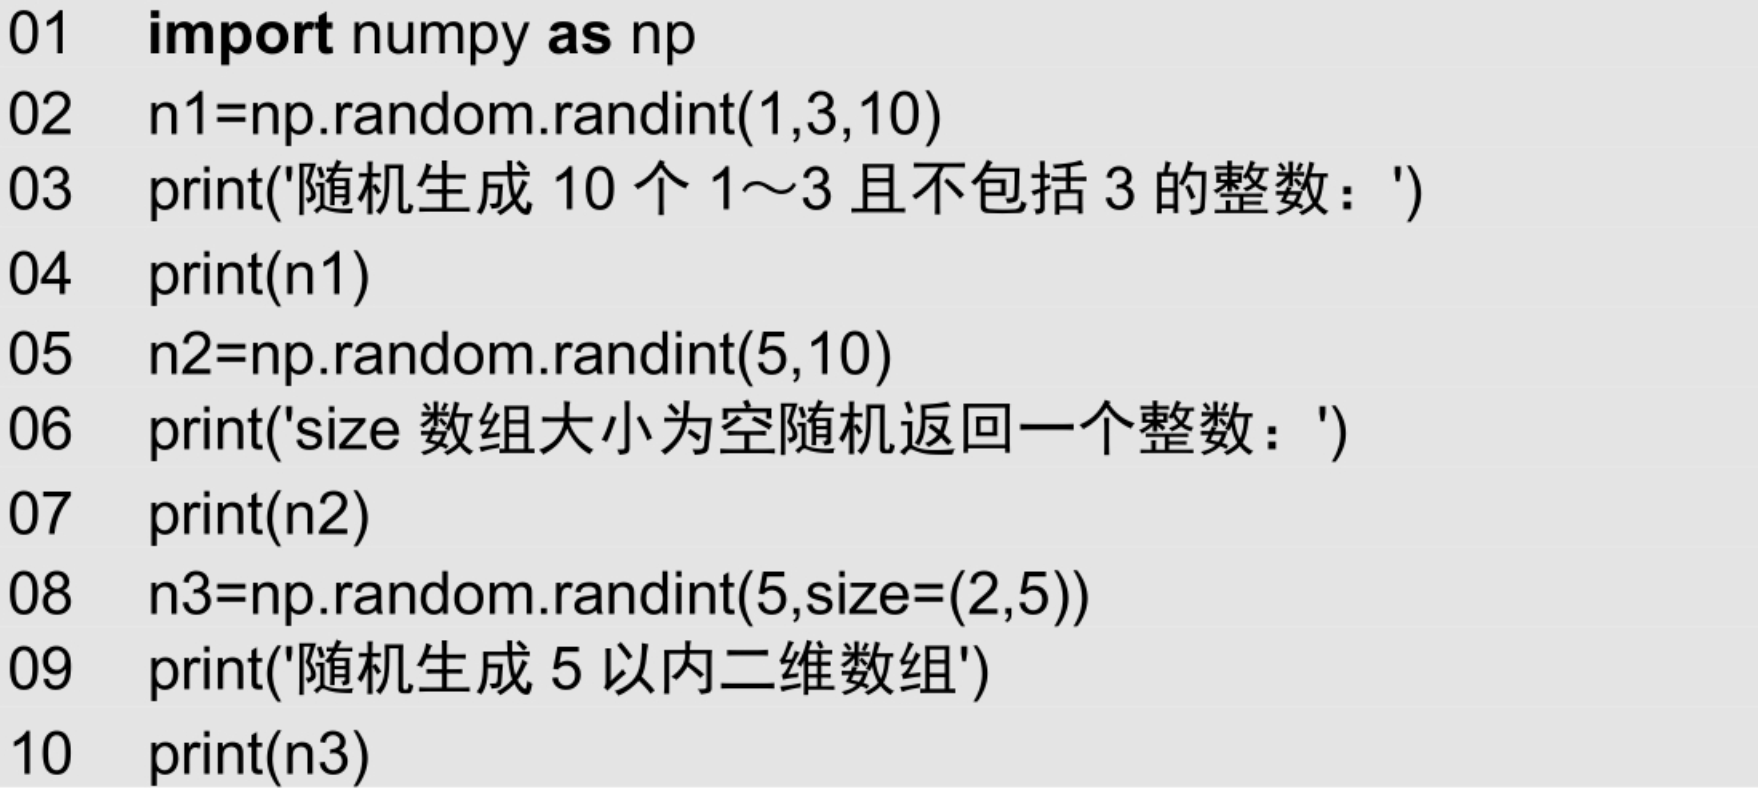 01 import numpy as np
02 n1=np.random.randint(1,3,10)
03 print('随机生成 10 个 1～3 且不包括 3 的整数：')
04 print(n1)
05 n2=np.random.randint(5,10)
06 print('size 数组大小为空随机返回一个整数：')
07 print(n2)
08 n3=np.random.randint(5,size=(2,5))
09 print('随机生成 5 以内二维数组')
10 print(n3)